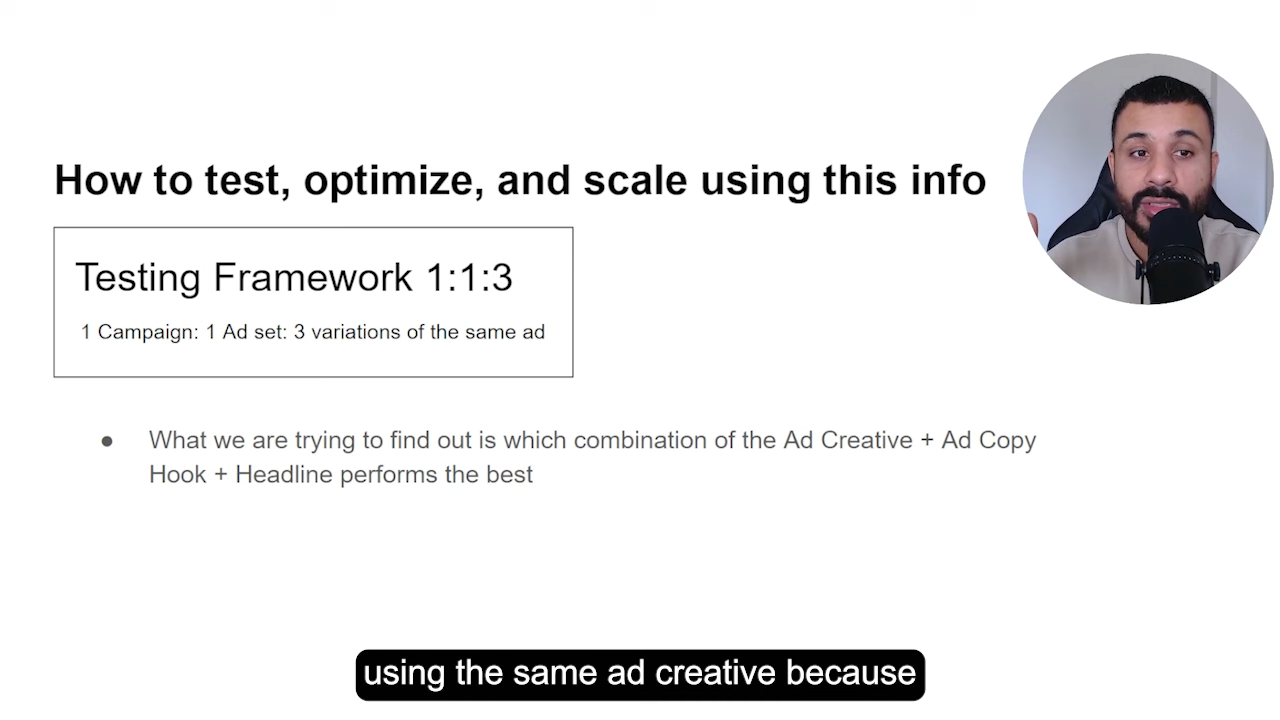 How to test, optimize, and scale using this info
Testing Framework 1:1:3
1 Campaign: 1 Ad set: 3 variations of the same ad
● What we are trying to find out is which combination of the Ad Creative + Ad Copy
Hook + Headline performs the best
using the same ad creative because